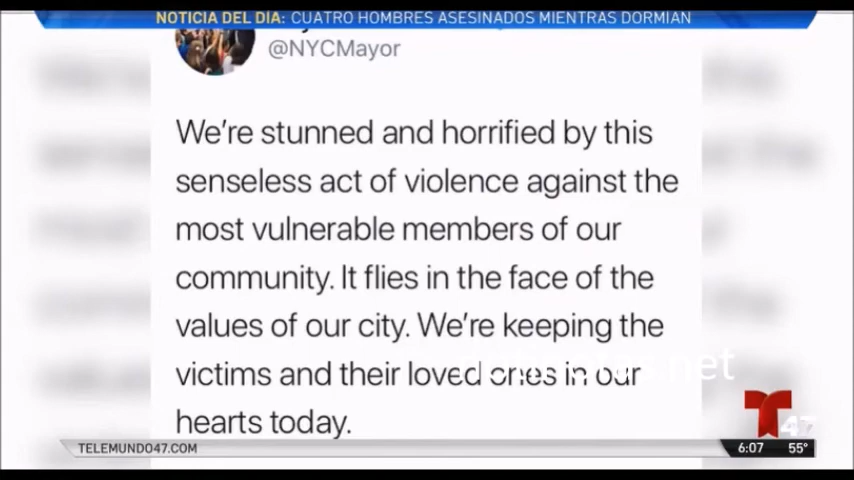 NOTICIA DEL DIA: CUATRO HOMBRES ASESINADOS MIENTRAS DORMIAN
@NYCMayor
We're stunned and horrified by this
senseless act of violence against the
most vulnerable members of our
community. It flies in the face of the
values of our city. We're keeping the
victims and their loved ones in our
hearts today.
47
TELEMUNDO47.COM
6:07 55°